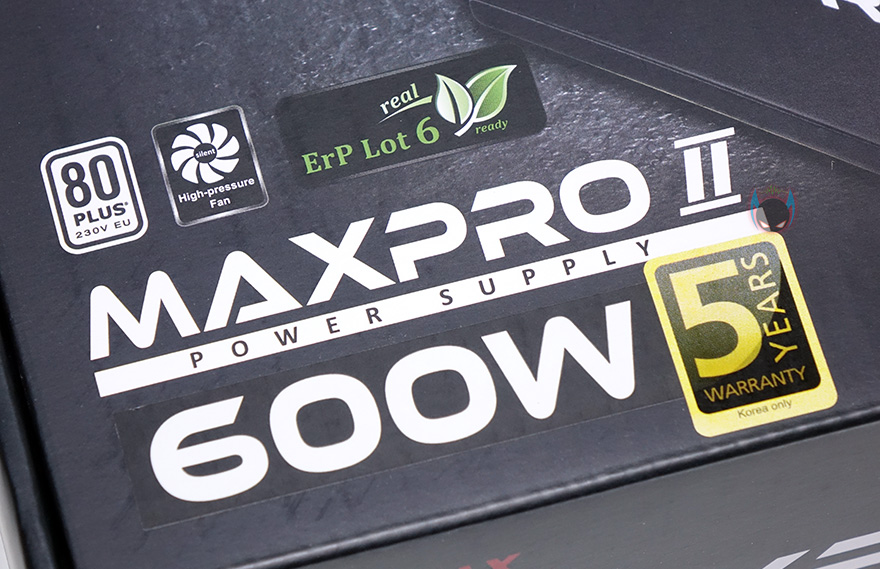 80
PLUS®
230V EU
silent
High-pressure
Fan
real
ErP Lot 6
ready
MAXPRO II
POWER SUPPLY
600W
5
YEARS
WARRANTY
Korea only